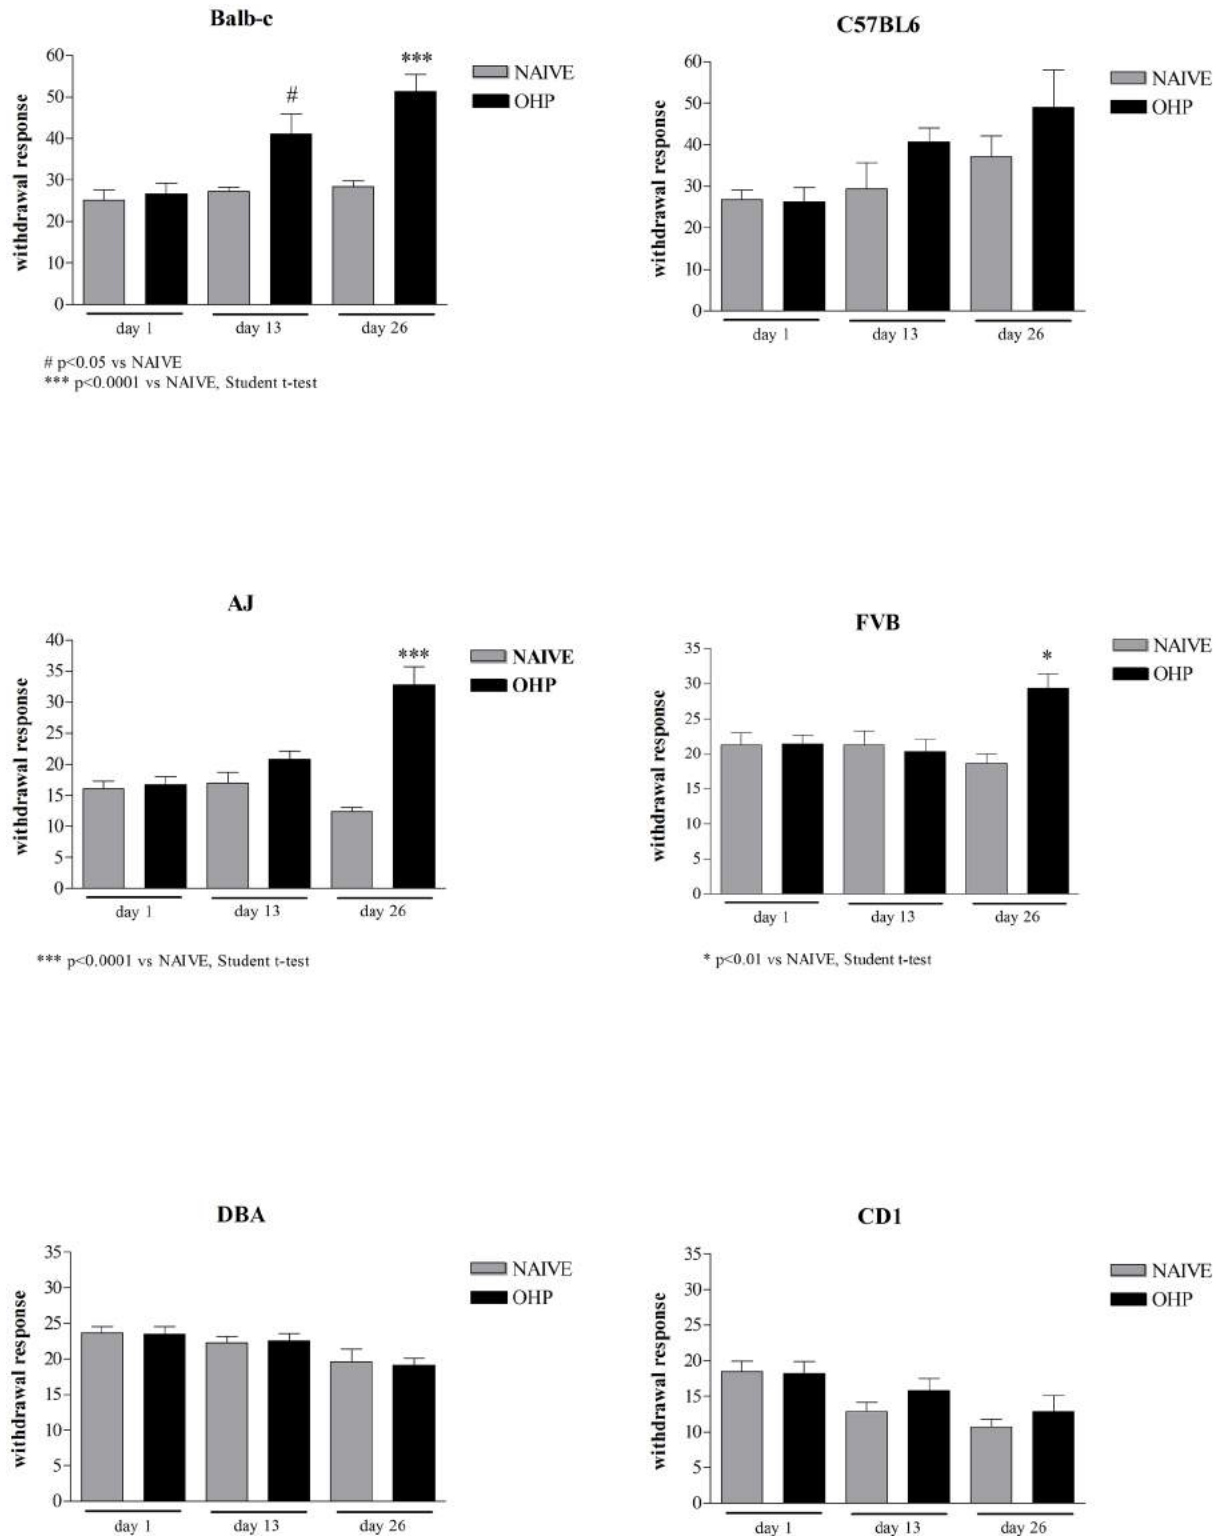 Balb-c
withdrawal response
60
50
40
30
20
10
0
#
***
NAIVE
OHP
day 1
day 13
day 26
# p<0.05 vs NAIVE
*** p<0.0001 vs NAIVE, Student t-test
C57BL6
withdrawal response
60
50
40
30
20
10
0
NAIVE
OHP
day 1
day 13
day 26
AJ
withdrawal response
40
35
30
25
20
15
10
5
0
***
NAIVE
OHP
day 1
day 13
day 26
*** p<0.0001 vs NAIVE, Student t-test
FVB
withdrawal response
35
30
25
20
15
10
5
0
*
NAIVE
OHP
day 1
day 13
day 26
* p<0.01 vs NAIVE, Student t-test
DBA
withdrawal response
35
30
25
20
15
10
5
0
NAIVE
OHP
day 1
day 13
day 26
CD1
withdrawal response
35
30
25
20
15
10
5
0
NAIVE
OHP
day 1
day 13
day 26